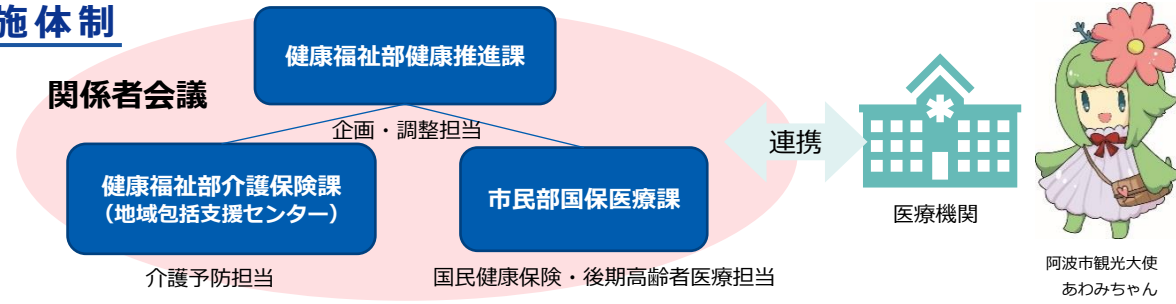 施体制
関係者会議
健康福祉部健康推進課
企画・調整担当
健康福祉部介護保険課
（地域包括支援センター）
介護予防担当
市民部国保医療課
国民健康保険・後期高齢者医療担当
連携
医療機関
阿波市観光大使
あわみちゃん